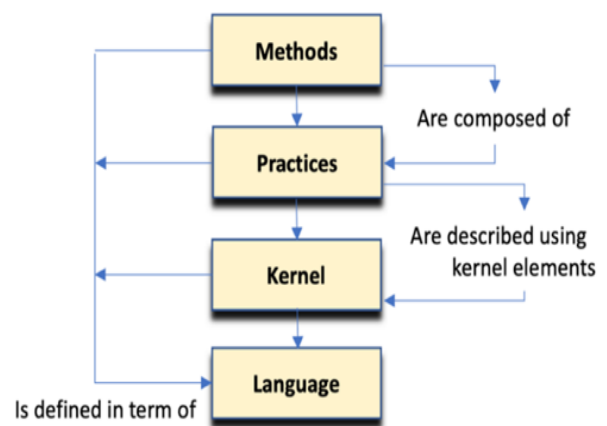 Methods
Are composed of
Practices
Are described using
kernel elements
Kernel
Language
Is defined in term of